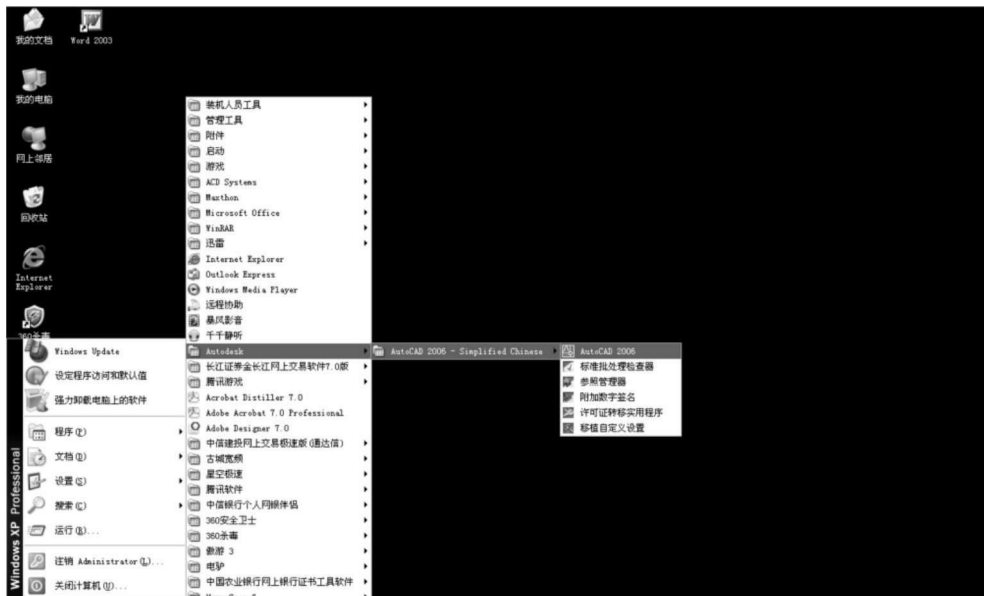 我的文档
Word 2003
我的电脑
网上邻居
回收站
Internet
Explorer
360杀毒
Windows Update
设定程序访问和默认值
强力卸载电脑上的软件
程序(P)
文档(D)
设置(S)
搜索(C)
运行(R)...
注销 Administrator(L)...
关闭计算机(U)...
Windows XP Professional
装机人员工具
管理工具
附件
启动
游戏
ACD Systems
Maxthon
Microsoft Office
WinRAR
迅雷
Internet Explorer
Outlook Express
Windows Media Player
远程协助
暴风影音
千千静听
Autodesk
长江证券金长江网上交易软件7.0版
腾讯游戏
Acrobat Distiller 7.0
Adobe Acrobat 7.0 Professional
Adobe Designer 7.0
中信建投网上交易极速版(通达信)
古城宽频
星空极速
腾讯软件
中信银行个人网银伴侣
360安全卫士
360杀毒
傲游 3
电驴
中国农业银行网上银行证书工具软件
AutoCAD 2006 - Simplified Chinese
AutoCAD 2006
标准批处理检查器
参照管理器
附加数字签名
许可证转移实用程序
移植自定义设置